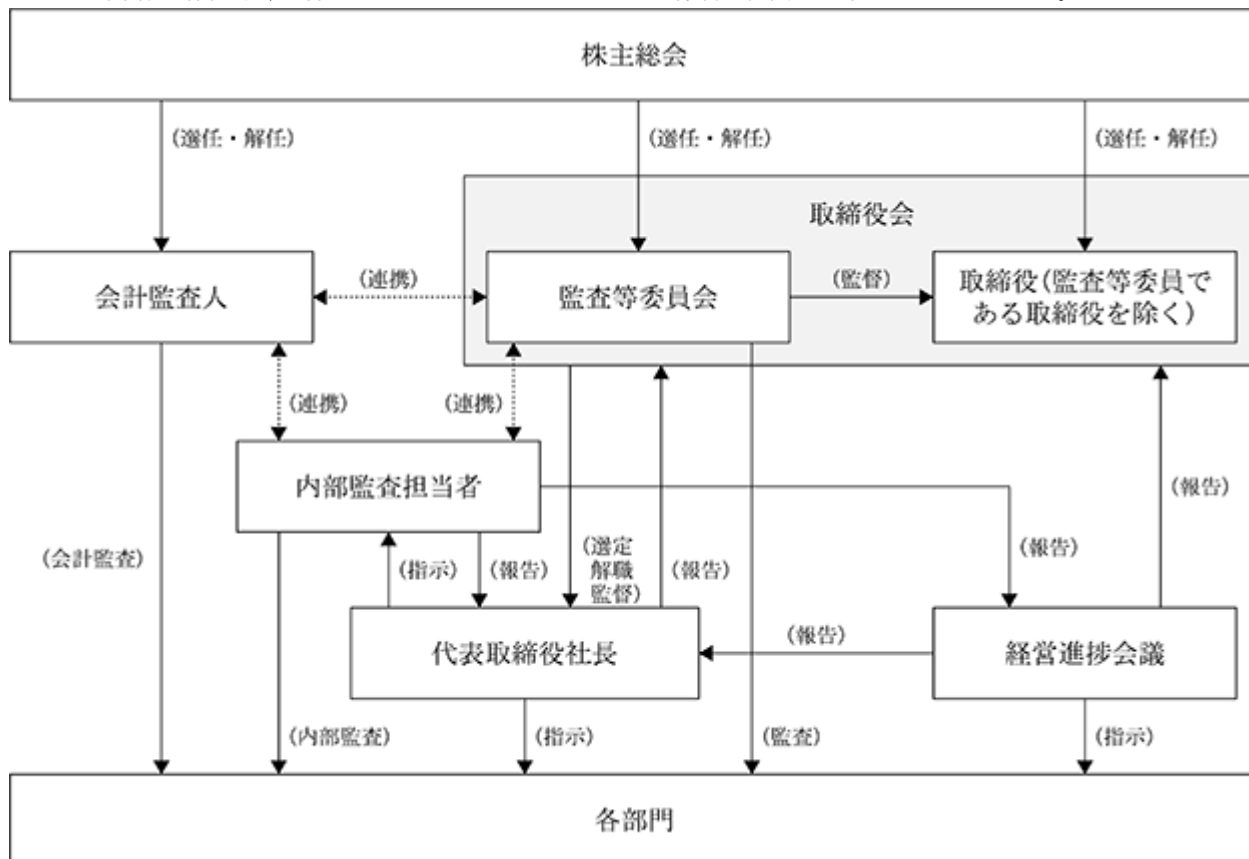 株主総会
(選任・解任)
(選任・解任)
(選任・解任)
取締役会
会計監査人
(連携)
監査等委員会
(監督)
取締役(監査等委員で
ある取締役を除く)
(連携)
(連携)
内部監査担当者
(報告)
(会計監査)
(指示)
(報告)
(選定
解職
監督)
(報告)
(報告)
代表取締役社長
(報告)
経営進捗会議
(内部監査)
(指示)
(監査)
(指示)
各部門